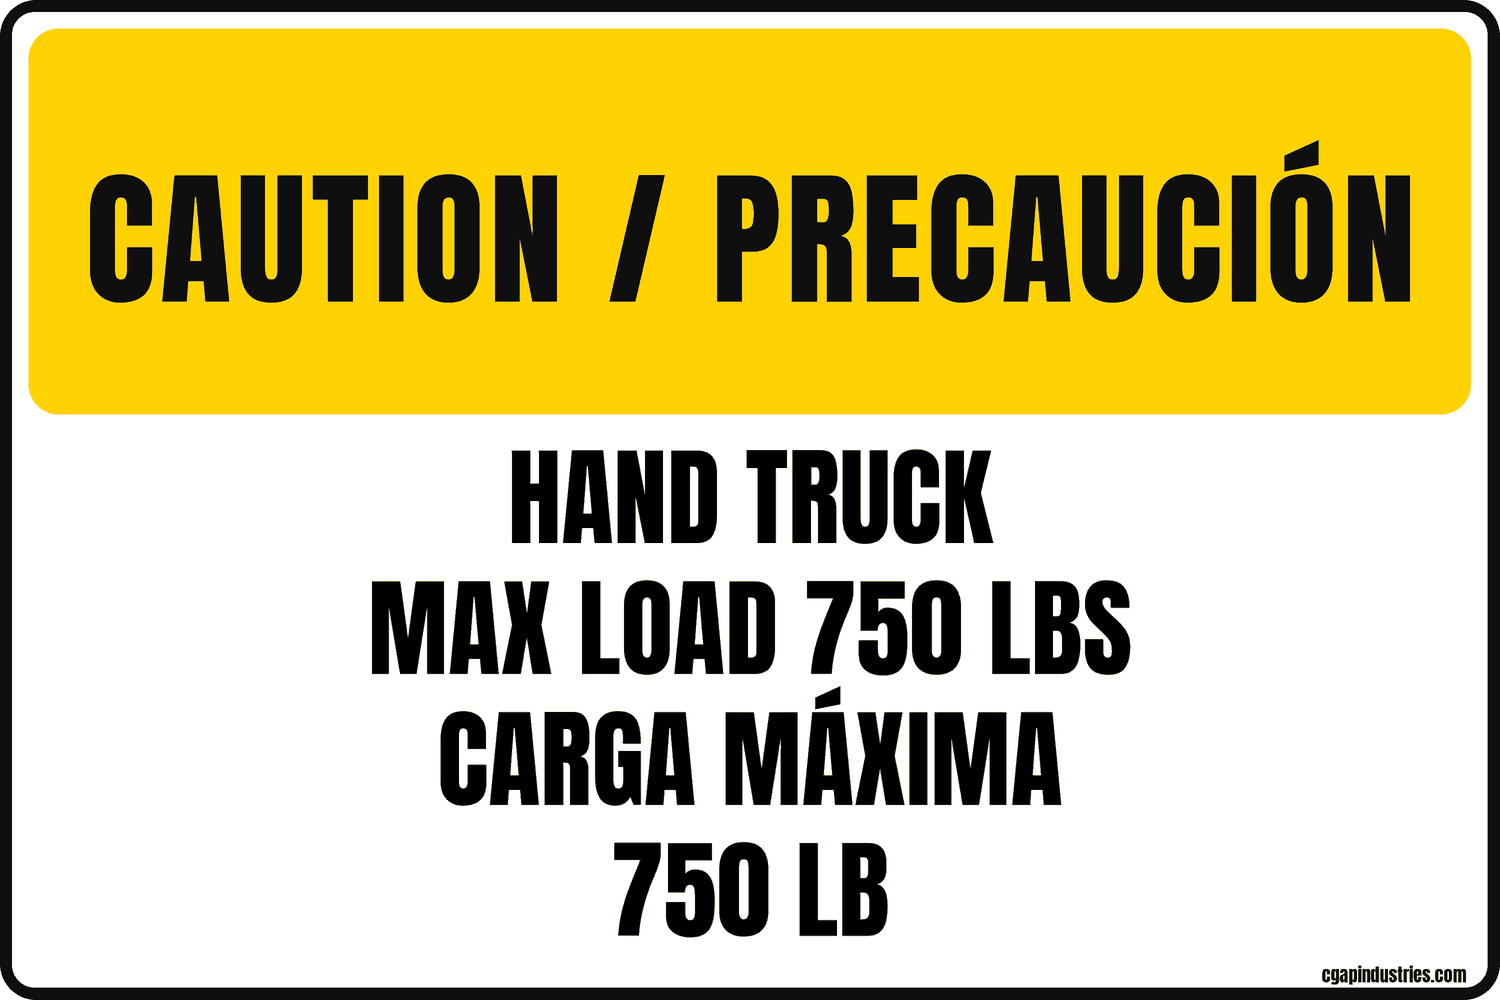 CAUTION / PRECAUCIÓN
HAND TRUCK
MAX LOAD 750 LBS
CARGA MÁXIMA
750 LB
cgapindustries.com